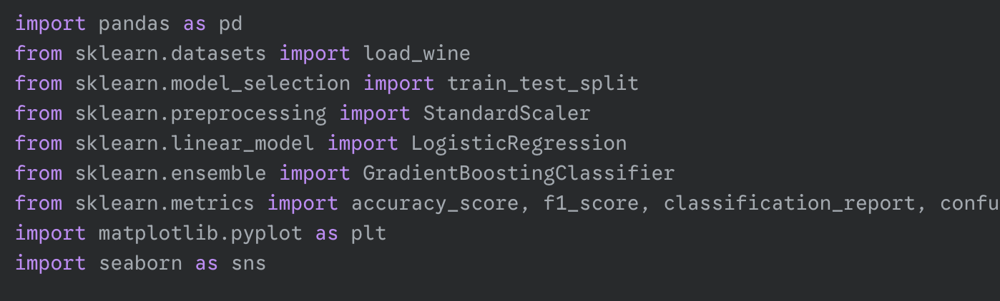 import pandas as pd
from sklearn.datasets import load_wine
from sklearn.model_selection import train_test_split
from sklearn.preprocessing import StandardScaler
from sklearn.linear_model import LogisticRegression
from sklearn.ensemble import GradientBoostingClassifier
from sklearn.metrics import accuracy_score, f1_score, classification_report, confu
import matplotlib.pyplot as plt
import seaborn as sns